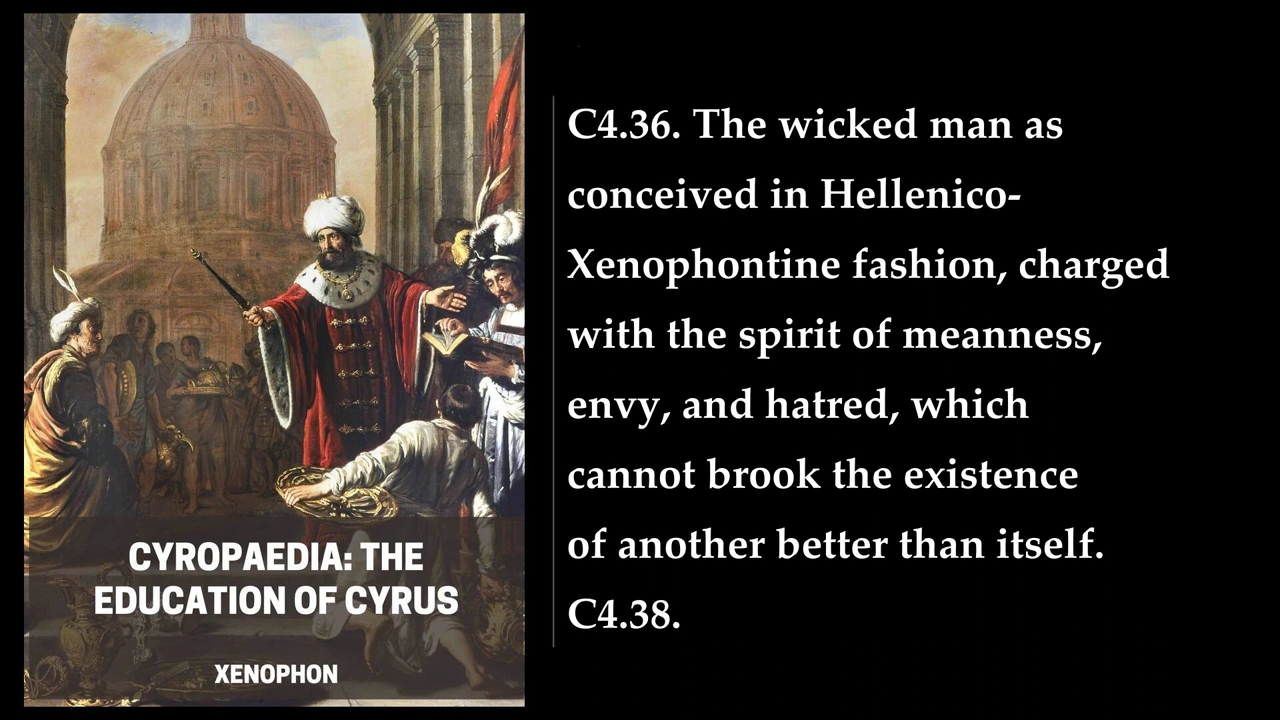 CYROPAEDIA: THE
EDUCATION OF CYRUS
XENOPHON
C4.36. The wicked man as
conceived in Hellenico-
Xenophontine fashion, charged
with the spirit of meanness,
envy, and hatred, which
cannot brook the existence
of another better than itself.
C4.38.